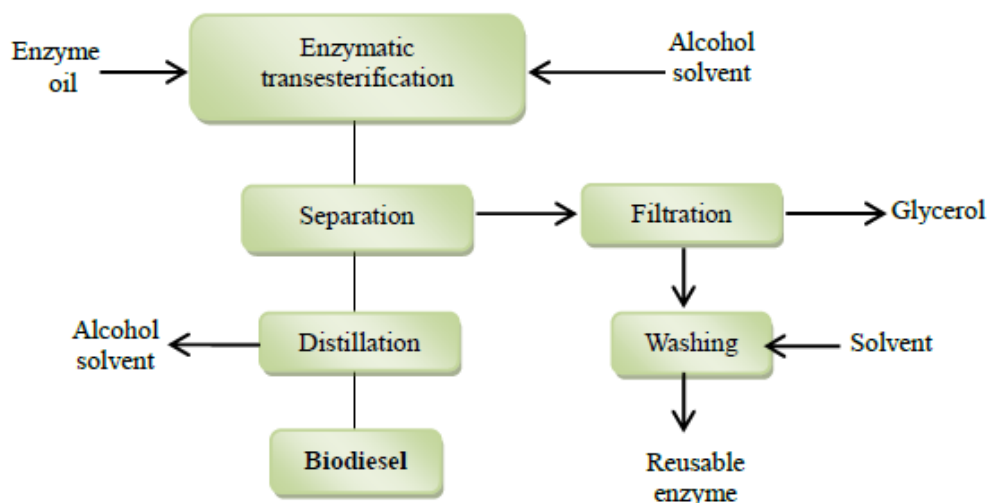 Enzyme
oil
Enzymatic
transesterification
Alcohol
solvent
Separation
Filtration
Glycerol
Alcohol
solvent
Distillation
Washing
Solvent
Biodiesel
Reusable
enzyme